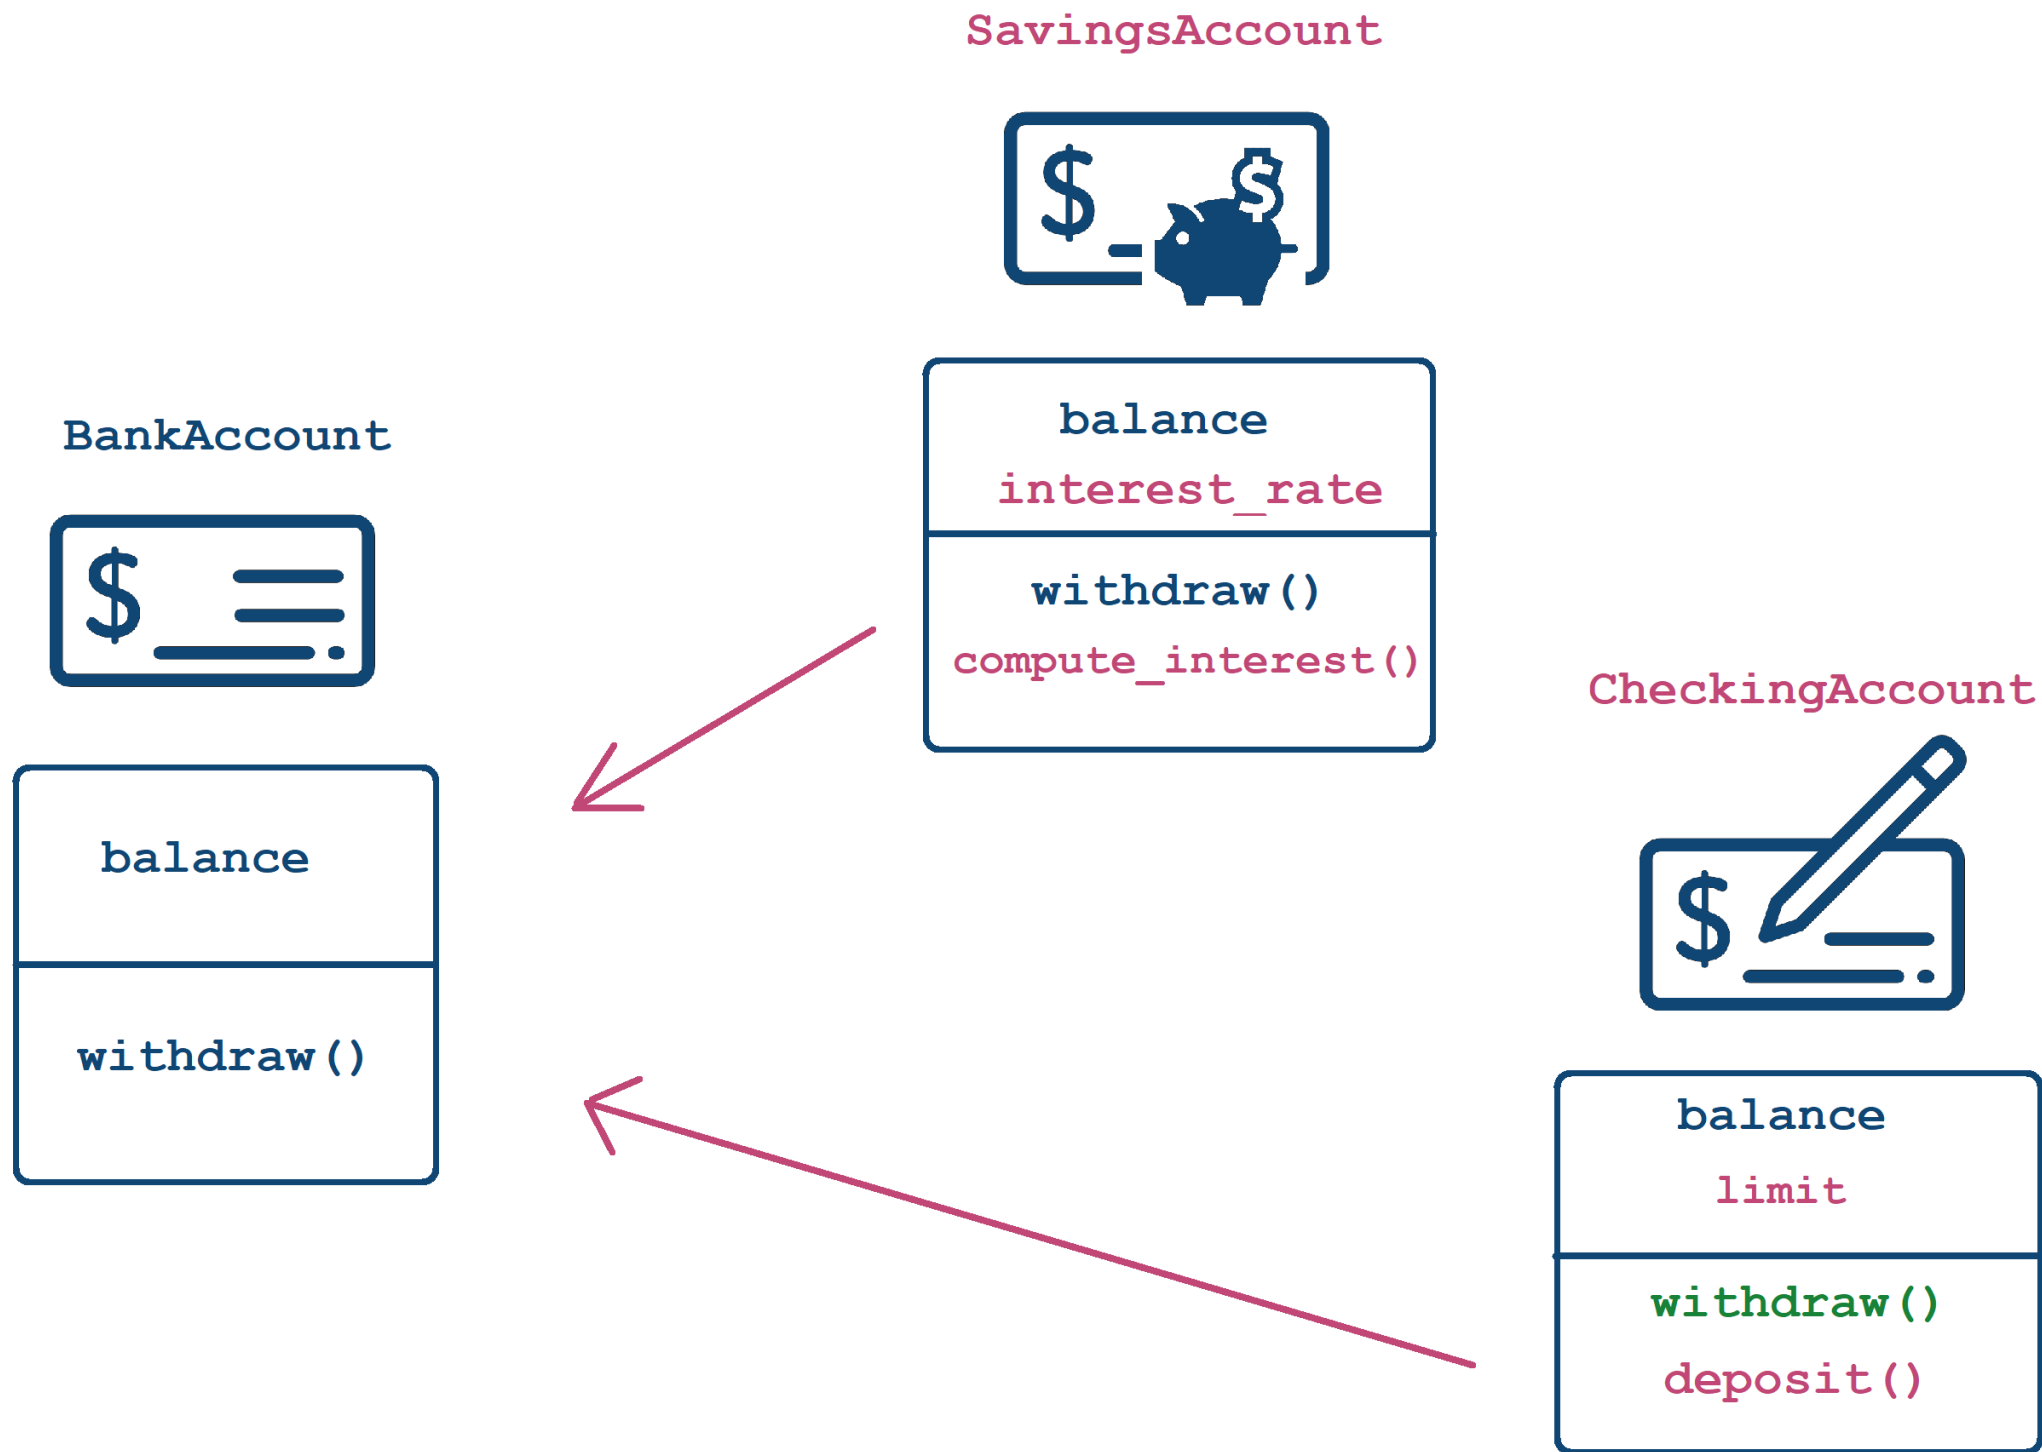 BankAccount
$
balance
withdraw()
SavingsAccount
$
$
balance
interest_rate
withdraw()
compute_interest()
CheckingAccount
$
balance
limit
withdraw()
deposit()